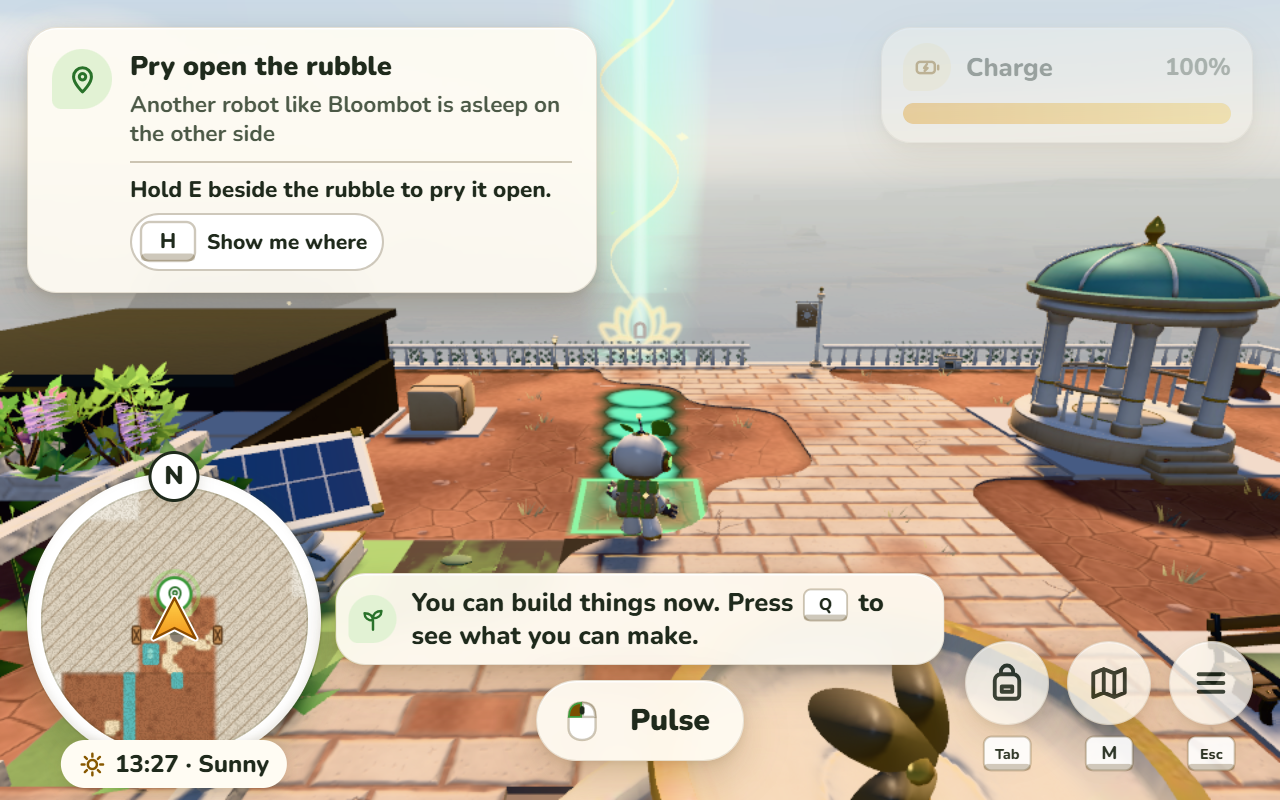 Pry open the rubble
Another robot like Bloombot is asleep on
the other side
Hold E beside the rubble to pry it open.
H Show me where
Charge 100%
N
You can build things now. Press Q to
see what you can make.
Pulse
13:27 · Sunny
Tab
M
Esc